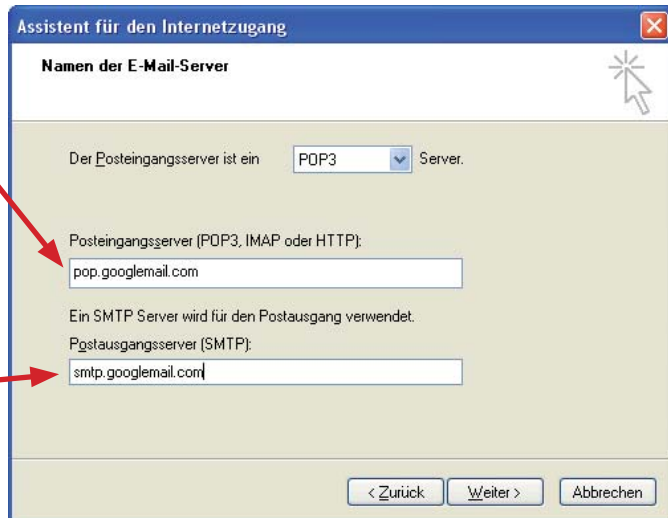 Assistent für den Internetzugang
Namen der E-Mail-Server
Der Posteingangsserver ist ein POP3 Server.
Posteingangsserver (POP3, IMAP oder HTTP):
pop.googlemail.com
Ein SMTP Server wird für den Postausgang verwendet.
Postausgangsserver (SMTP):
smtp.googlemail.com
< Zurück Weiter > Abbrechen